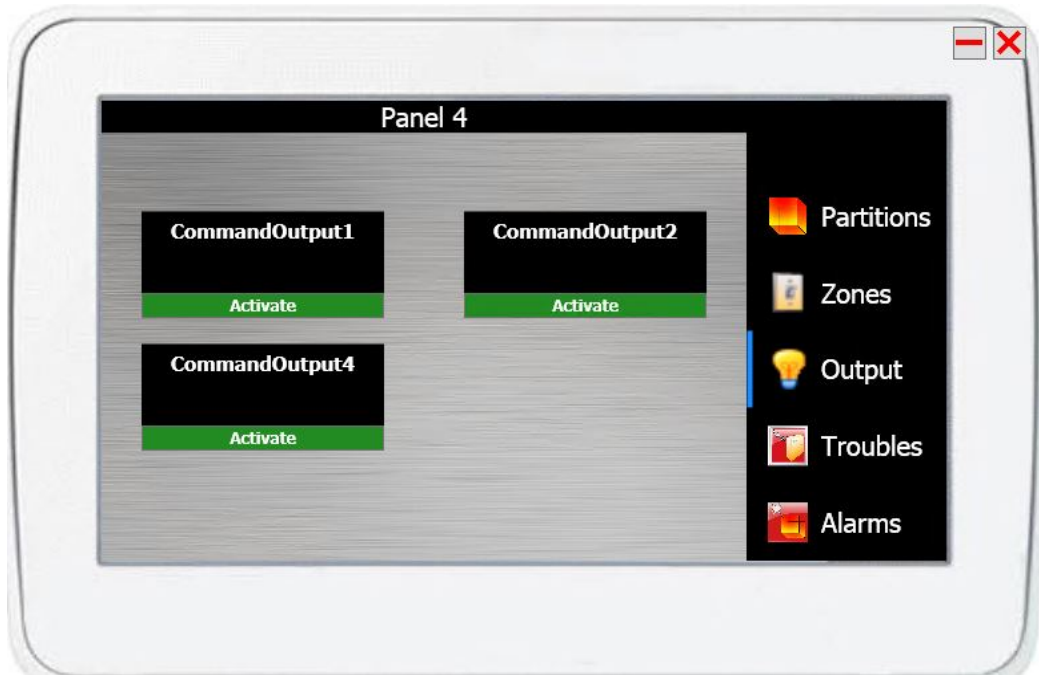 Panel 4
CommandOutput1
Activate
CommandOutput2
Activate
CommandOutput4
Activate
Partitions
Zones
Output
Troubles
Alarms